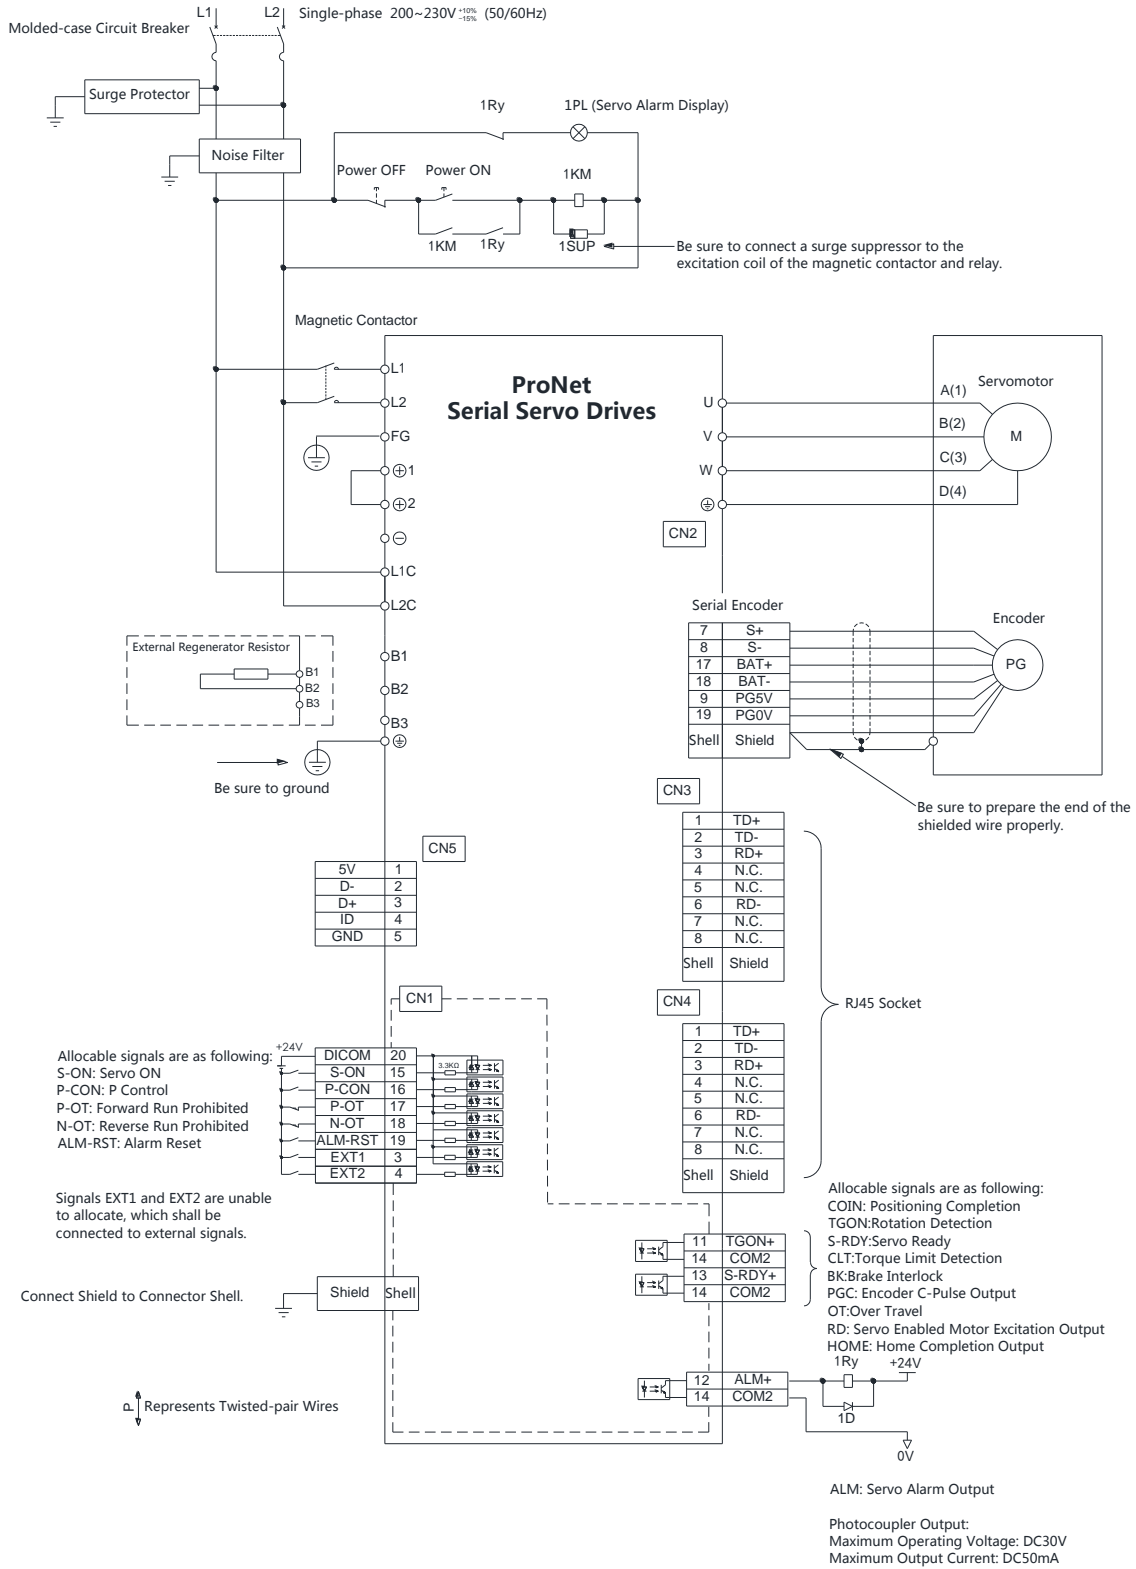 L1 L2 Single-phase 200~230V +10% -15% (50/60Hz)
Molded-case Circuit Breaker
Surge Protector
Noise Filter
1Ry 1PL (Servo Alarm Display)
Power OFF Power ON 1KM
1KM 1Ry 1SUP
Be sure to connect a surge suppressor to the
excitation coil of the magnetic contactor and relay.
Magnetic Contactor
ProNet
Serial Servo Drives
L1
L2
FG
1
2
L1C
L2C
B1
B2
B3
External Regenerator Resistor
B1
B2
B3
Be sure to ground
U
V
W
A(1)
B(2)
C(3)
D(4)
Servomotor
M
CN2
Serial Encoder
7 S+
8 S-
17 BAT+
18 BAT-
9 PG5V
19 PG0V
Shell Shield
Encoder
PG
Be sure to prepare the end of the
shielded wire properly.
CN3
1 TD+
2 TD-
3 RD+
4 N.C.
5 N.C.
6 RD-
7 N.C.
8 N.C.
Shell Shield
CN4
1 TD+
2 TD-
3 RD+
4 N.C.
5 N.C.
6 RD-
7 N.C.
8 N.C.
Shell Shield
RJ45 Socket
CN5
5V 1
D- 2
D+ 3
ID 4
GND 5
CN1
+24V
DICOM 20
S-ON 15
P-CON 16
P-OT 17
N-OT 18
ALM-RST 19
EXT1 3
EXT2 4
3.3KΩ
Allocable signals are as following:
S-ON: Servo ON
P-CON: P Control
P-OT: Forward Run Prohibited
N-OT: Reverse Run Prohibited
ALM-RST: Alarm Reset
Signals EXT1 and EXT2 are unable
to allocate, which shall be
connected to external signals.
Connect Shield to Connector Shell.
Shield Shell
P Represents Twisted-pair Wires
11 TGON+
14 COM2
13 S-RDY+
14 COM2
Allocable signals are as following:
COIN: Positioning Completion
TGON:Rotation Detection
S-RDY:Servo Ready
CLT:Torque Limit Detection
BK:Brake Interlock
PGC: Encoder C-Pulse Output
OT:Over Travel
RD: Servo Enabled Motor Excitation Output
HOME: Home Completion Output
12 ALM+
14 COM2
1Ry +24V
1D
0V
ALM: Servo Alarm Output
Photocoupler Output:
Maximum Operating Voltage: DC30V
Maximum Output Current: DC50mA